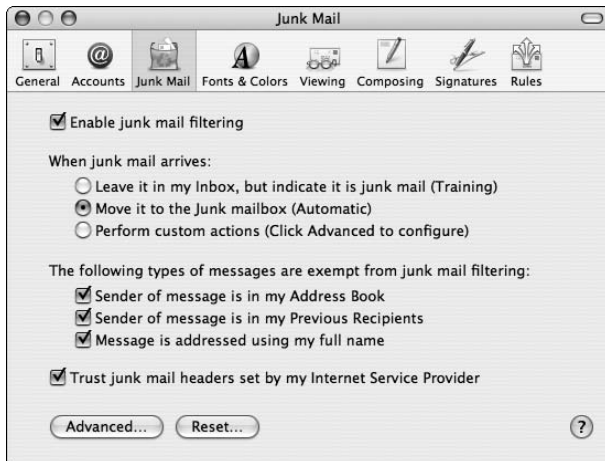 Junk Mail
General Accounts Junk Mail Fonts & Colors Viewing Composing Signatures Rules
Enable junk mail filtering
When junk mail arrives:
Leave it in my Inbox, but indicate it is junk mail (Training)
Move it to the Junk mailbox (Automatic)
Perform custom actions (Click Advanced to configure)
The following types of messages are exempt from junk mail filtering:
Sender of message is in my Address Book
Sender of message is in my Previous Recipients
Message is addressed using my full name
Trust junk mail headers set by my Internet Service Provider
Advanced... Reset... ?